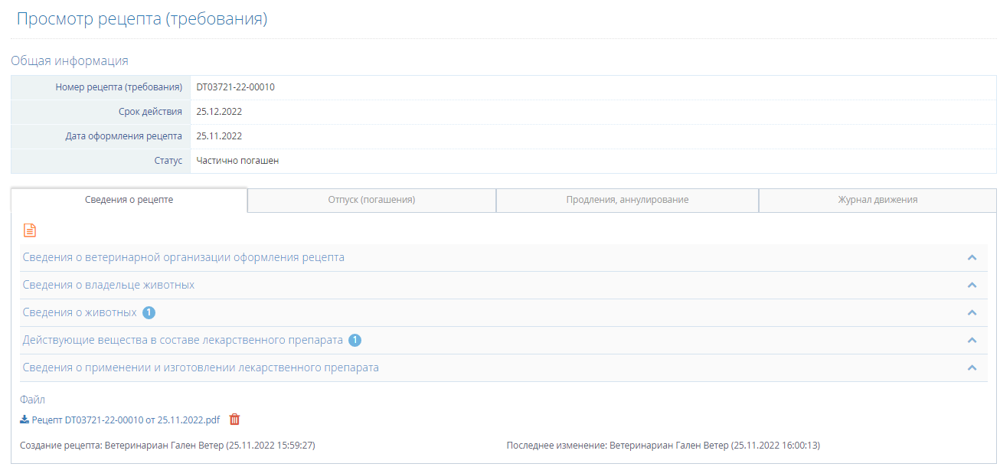 Просмотр рецепта (требования)
Общая информация
Номер рецепта (требования) DT03721-22-00010
Срок действия 25.12.2022
Дата оформления рецепта 25.11.2022
Статус Частично погашен
Сведения о рецепте Отпуск (погашения) Продления, аннулирование Журнал движения
Сведения о ветеринарной организации оформления рецепта
Сведения о владельце животных
Сведения о животных 1
Действующие вещества в составе лекарственного препарата 1
Сведения о применении и изготовлении лекарственного препарата
Файл
Рецепт DT03721-22-00010 от 25.11.2022.pdf
Создание рецепта: Ветеринариан Гален Ветер (25.11.2022 15:59:27) Последнее изменение: Ветеринариан Гален Ветер (25.11.2022 16:00:13)